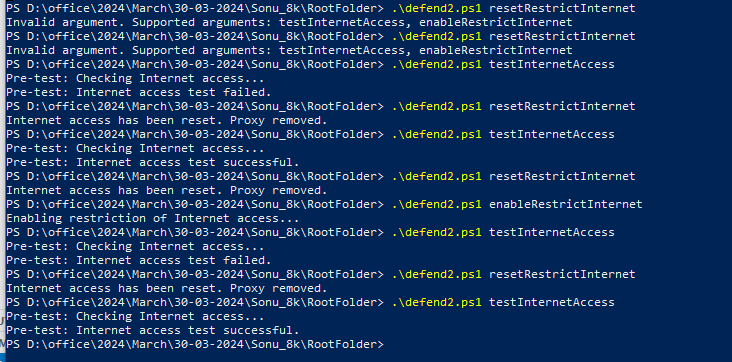 PS D:\office\2024\March\30-03-2024\Sonu_8k\RootFolder> .\defend2.ps1 resetRestrictInternet
Invalid argument. Supported arguments: testInternetAccess, enableRestrictInternet
PS D:\office\2024\March\30-03-2024\Sonu_8k\RootFolder> .\defend2.ps1 resetRestrictInternet
Invalid argument. Supported arguments: testInternetAccess, enableRestrictInternet
PS D:\office\2024\March\30-03-2024\Sonu_8k\RootFolder> .\defend2.ps1 testInternetAccess
Pre-test: Checking Internet access...
Pre-test: Internet access test failed.
PS D:\office\2024\March\30-03-2024\Sonu_8k\RootFolder> .\defend2.ps1 resetRestrictInternet
Internet access has been reset. Proxy removed.
PS D:\office\2024\March\30-03-2024\Sonu_8k\RootFolder> .\defend2.ps1 testInternetAccess
Pre-test: Checking Internet access...
Pre-test: Internet access test successful.
PS D:\office\2024\March\30-03-2024\Sonu_8k\RootFolder> .\defend2.ps1 resetRestrictInternet
Internet access has been reset. Proxy removed.
PS D:\office\2024\March\30-03-2024\Sonu_8k\RootFolder> .\defend2.ps1 enableRestrictInternet
Enabling restriction of Internet access...
PS D:\office\2024\March\30-03-2024\Sonu_8k\RootFolder> .\defend2.ps1 testInternetAccess
Pre-test: Checking Internet access...
Pre-test: Internet access test failed.
PS D:\office\2024\March\30-03-2024\Sonu_8k\RootFolder> .\defend2.ps1 resetRestrictInternet
Internet access has been reset. Proxy removed.
PS D:\office\2024\March\30-03-2024\Sonu_8k\RootFolder> .\defend2.ps1 testInternetAccess
Pre-test: Checking Internet access...
Pre-test: Internet access test successful.
PS D:\office\2024\March\30-03-2024\Sonu_8k\RootFolder>